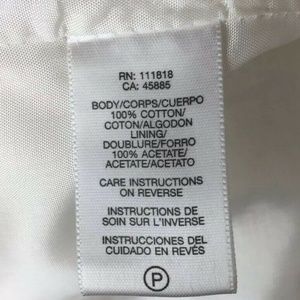 RN: 111818
CA: 45885
BODY/CORPS/CUERPO
100% COTTON/
COTON/ALGODON
LINING/
DOUBLURE/FORRO
100% ACETATE/
ACETATE/ACETATO
CARE INSTRUCTIONS
ON REVERSE
INSTRUCTIONS DE
SOIN SUR L'INVERSE
INSTRUCCIONES DEL
CUIDADO EN REVÉS
P